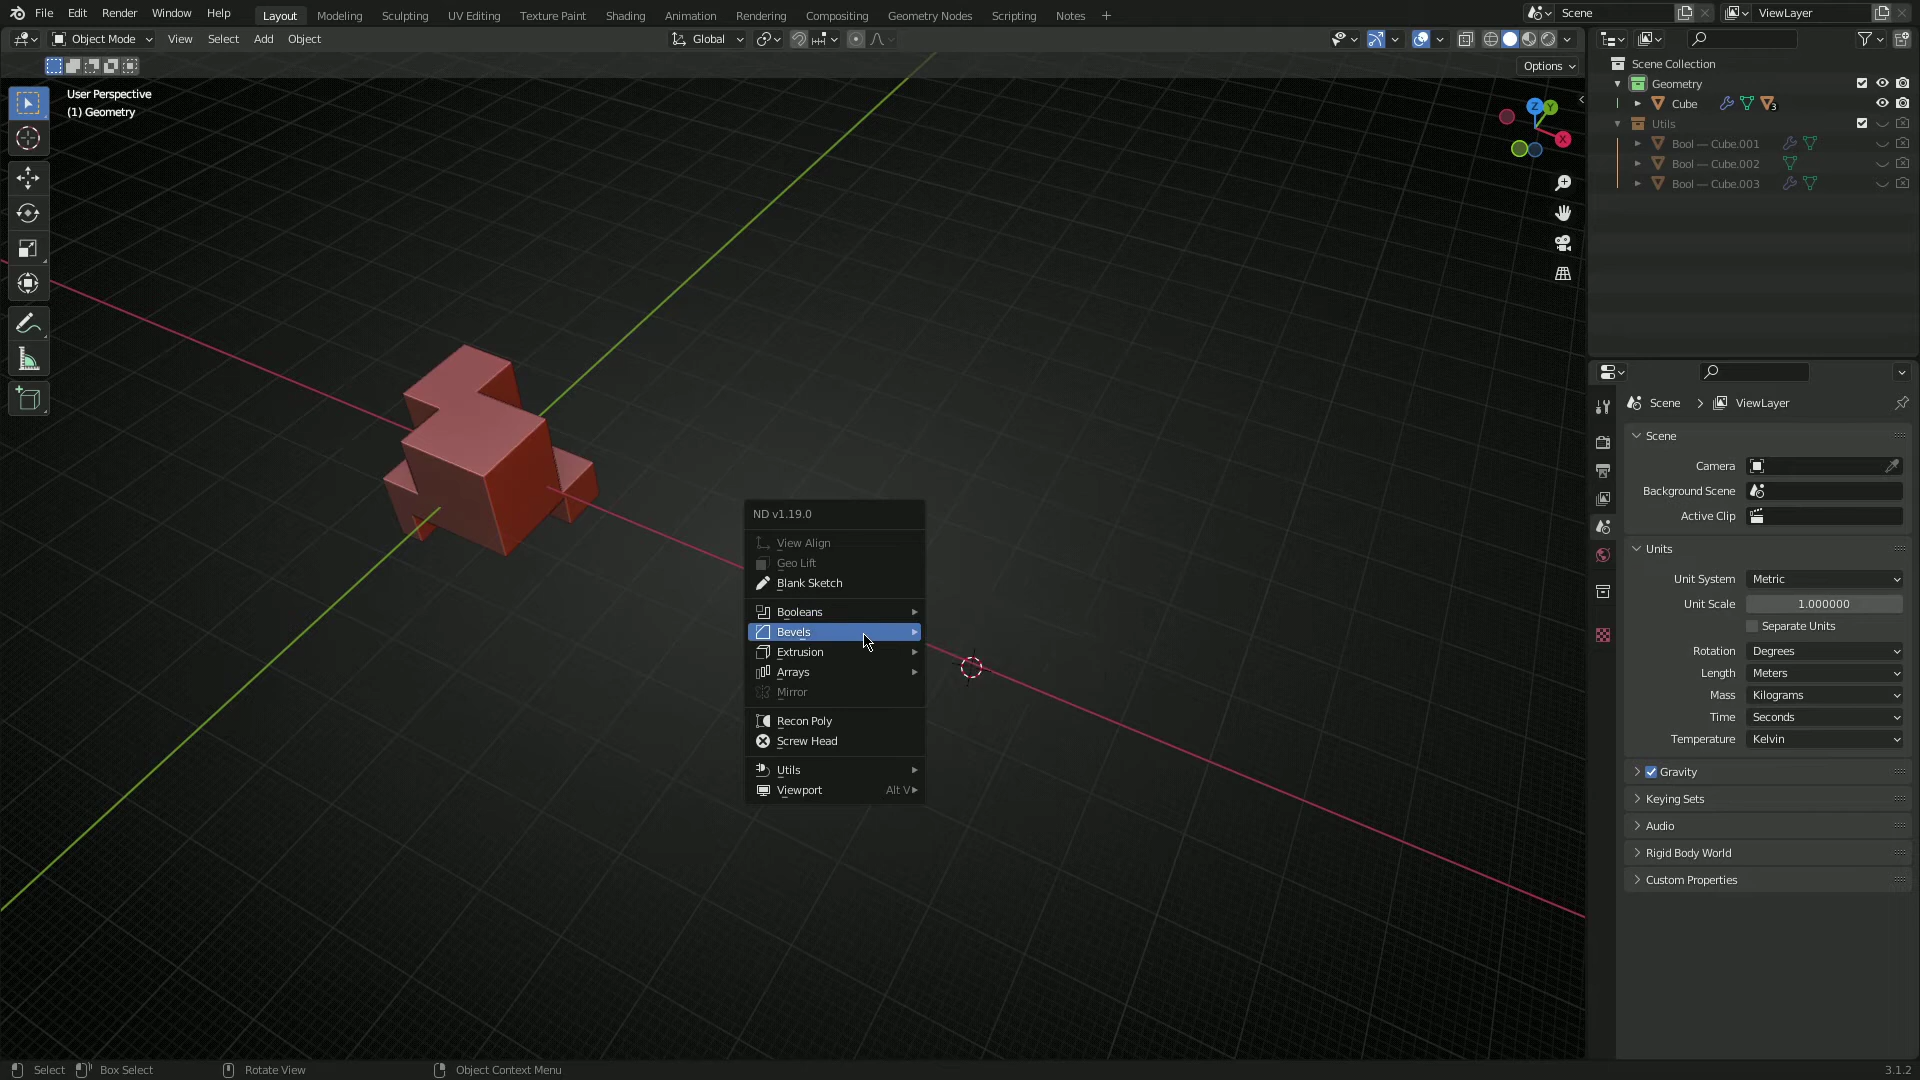 File Edit Render Window Help
Layout Modeling Sculpting UV Editing Texture Paint Shading Animation Rendering Compositing Geometry Nodes Scripting Notes +
Scene
ViewLayer
Object Mode View Select Add Object
Global
Options
User Perspective
(1) Geometry
Z Y X
Scene Collection
Geometry
Cube 3
Utils
Bool — Cube.001
Bool — Cube.002
Bool — Cube.003
ND v1.19.0
View Align
Geo Lift
Blank Sketch
Booleans
Bevels
Extrusion
Arrays
Mirror
Recon Poly
Screw Head
Utils
Viewport Alt V
Scene > ViewLayer
Scene
Camera
Background Scene
Active Clip
Units
Unit System Metric
Unit Scale 1.000000
Separate Units
Rotation Degrees
Length Meters
Mass Kilograms
Time Seconds
Temperature Kelvin
Gravity
Keying Sets
Audio
Rigid Body World
Custom Properties
Select Box Select Rotate View Object Context Menu 3.1.2